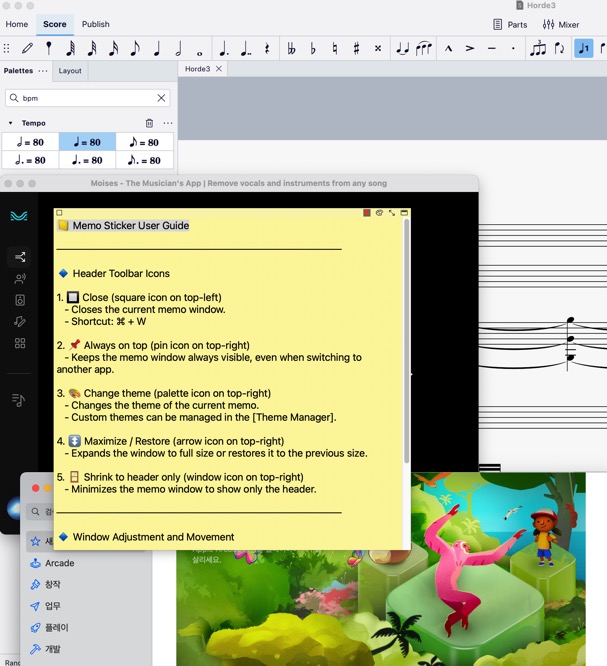 Horde3
Home Score Publish
Parts Mixer
3
1
Palettes ··· Layout
Horde3
bpm
Tempo ···
= 80 = 80 = 80
. = 80 . = 80 . = 80
Moises - The Musician's App | Remove vocals and instruments from any song
Memo Sticker User Guide
Header Toolbar Icons
1. Close (square icon on top-left)
- Closes the current memo window.
- Shortcut: ⌘ + W
2. 📌 Always on top (pin icon on top-right)
- Keeps the memo window always visible, even when switching to
another app.
3. 🎨 Change theme (palette icon on top-right)
- Changes the theme of the current memo.
- Custom themes can be managed in the [Theme Manager].
4. ↕️ Maximize / Restore (arrow icon on top-right)
- Expands the window to full size or restores it to the previous size.
5. Shrink to header only (window icon on top-right)
- Minimizes the memo window to show only the header.
Window Adjustment and Movement
살리세요.
Arcade
창작
업무
플레이
개발